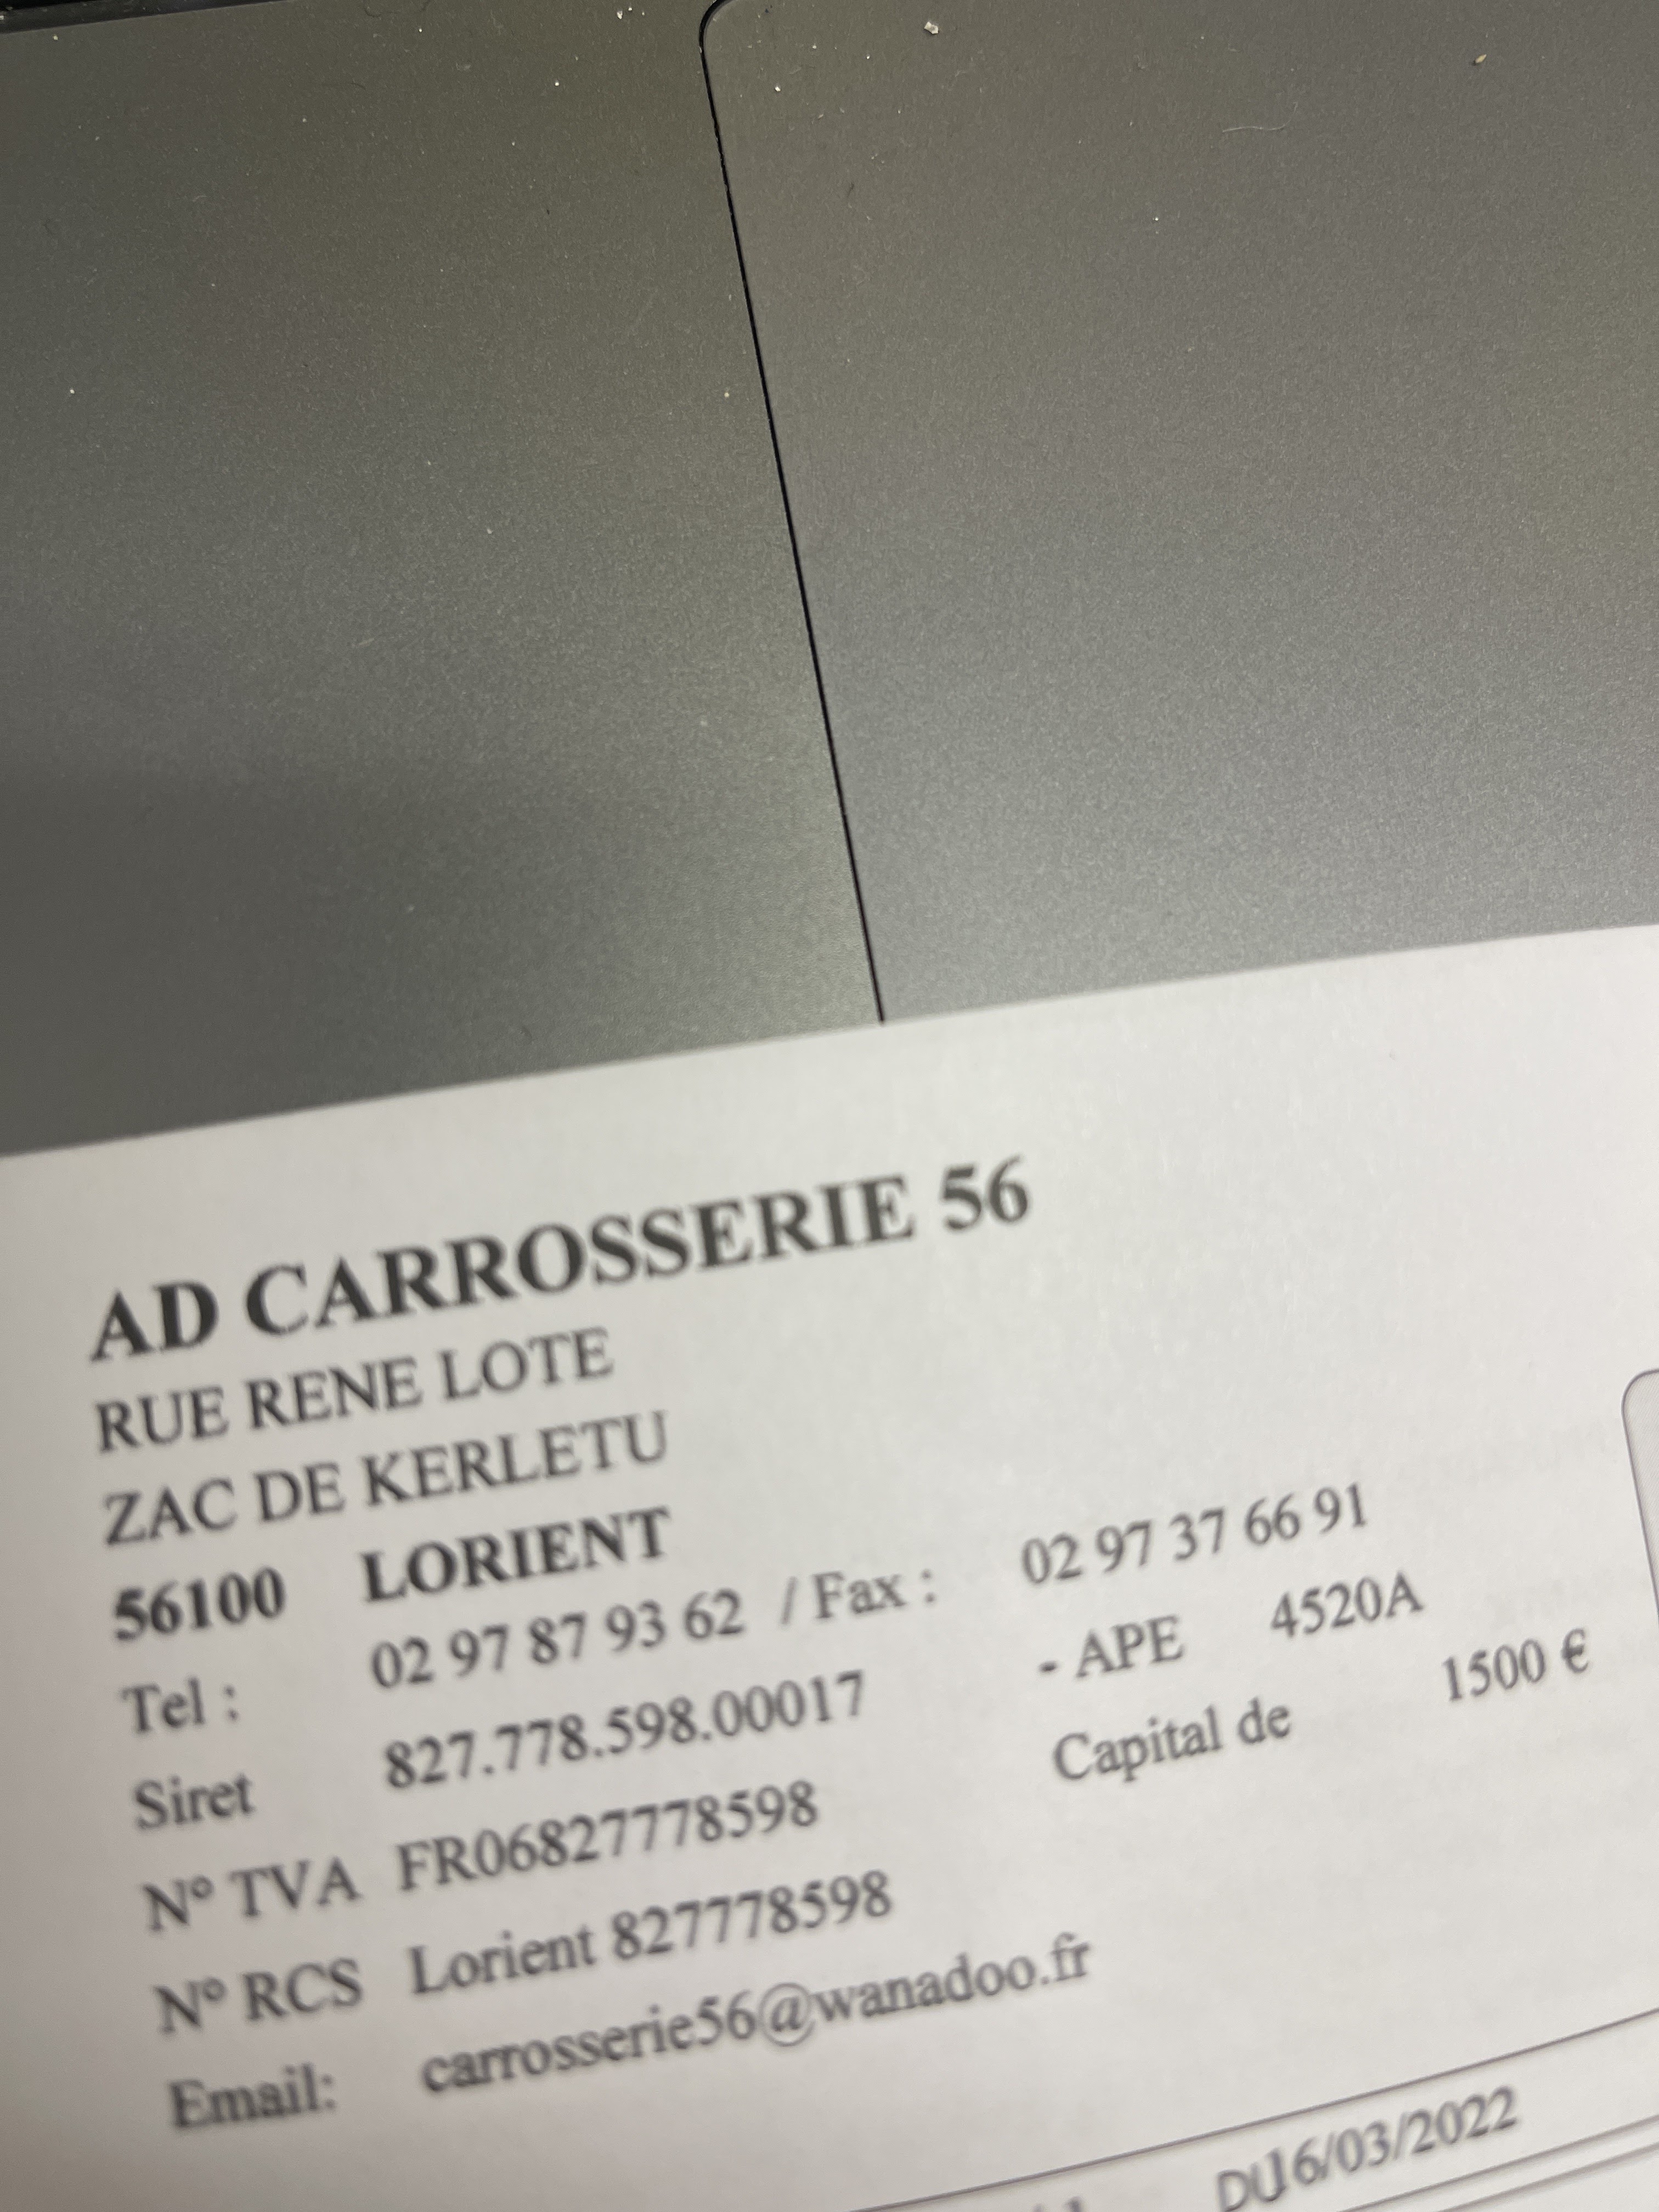 AD CARROSSERIE 56
RUE RENE LOTE
ZAC DE KERLETU
56100 LORIENT
Tel : 02 97 87 93 62 / Fax : 02 97 37 66 91
Siret 827.778.598.00017 - APE 4520A
N° TVA FR06827778598 Capital de 1500 €
N° RCS Lorient 827778598
Email: carrosserie56@wanadoo.fr
DU16/03/2022